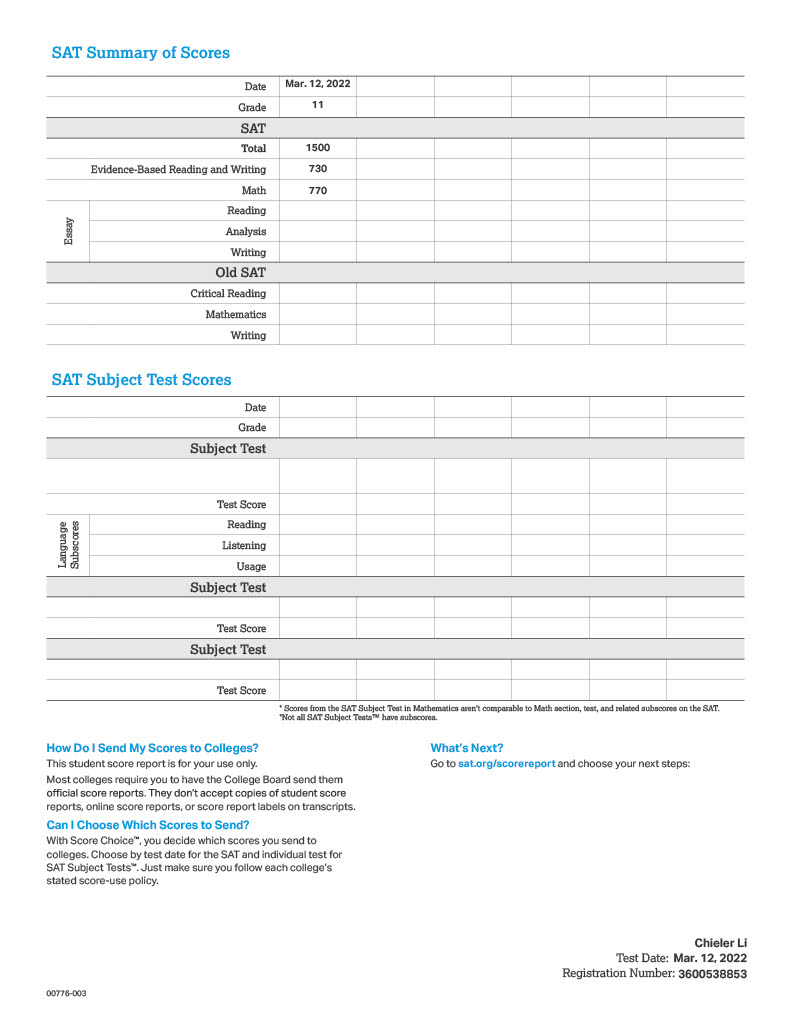 SAT Summary of Scores
Date Mar. 12, 2022
Grade 11
SAT
Total 1500
Evidence-Based Reading and Writing 730
Math 770
Essay
Reading
Analysis
Writing
Old SAT
Critical Reading
Mathematics
Writing
SAT Subject Test Scores
Date
Grade
Subject Test
Test Score
Language
Subscores
Reading
Listening
Usage
Subject Test
Test Score
Subject Test
Test Score
* Scores from the SAT Subject Test in Mathematics aren't comparable to Math section, test, and related subscores on the SAT.
*Not all SAT Subject Tests™ have subscores.
How Do I Send My Scores to Colleges?
This student score report is for your use only.
Most colleges require you to have the College Board send them
official score reports. They don't accept copies of student score
reports, online score reports, or score report labels on transcripts.
Can I Choose Which Scores to Send?
With Score Choice™, you decide which scores you send to
colleges. Choose by test date for the SAT and individual test for
SAT Subject Tests™. Just make sure you follow each college's
stated score-use policy.
What's Next?
Go to sat.org/scorereport and choose your next steps:
Chieler Li
Test Date: Mar. 12, 2022
Registration Number: 3600538853
00776-003